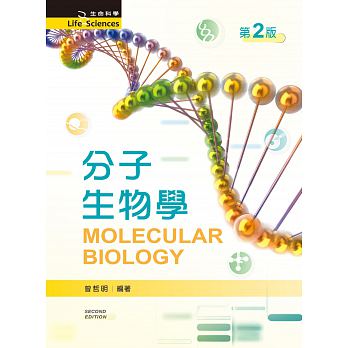 生命科學
Life Sciences
第2版
分子
生物學
MOLECULAR
BIOLOGY
曾哲明 編著
SECOND
EDITION